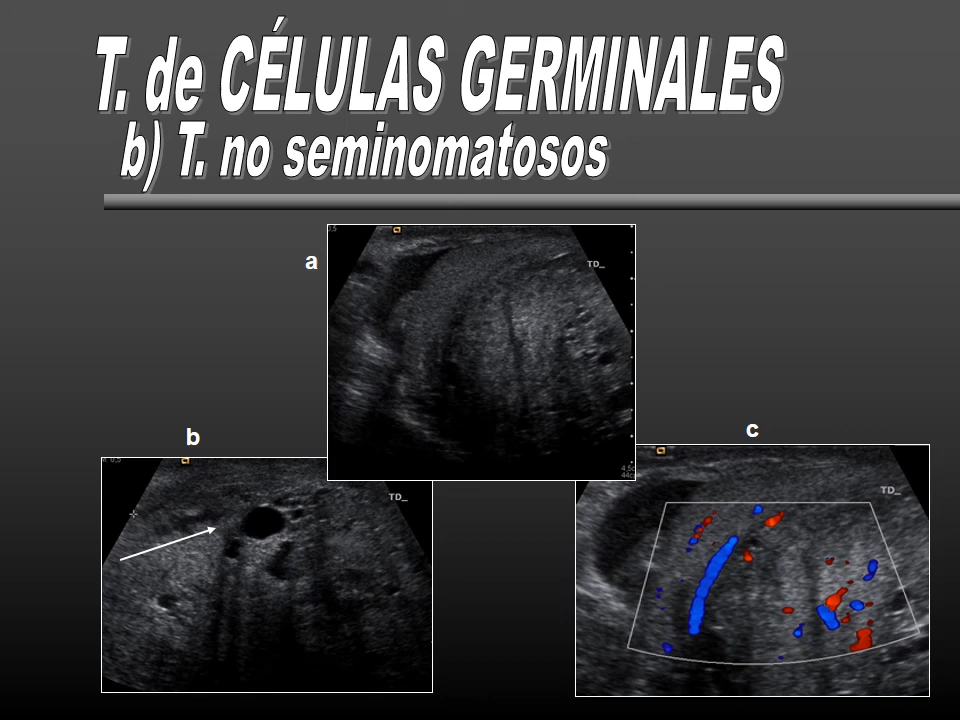 T. de CÉLULAS GERMINALES
b) T. no seminomatosos
a
TD_
b
TD_
c
TD_